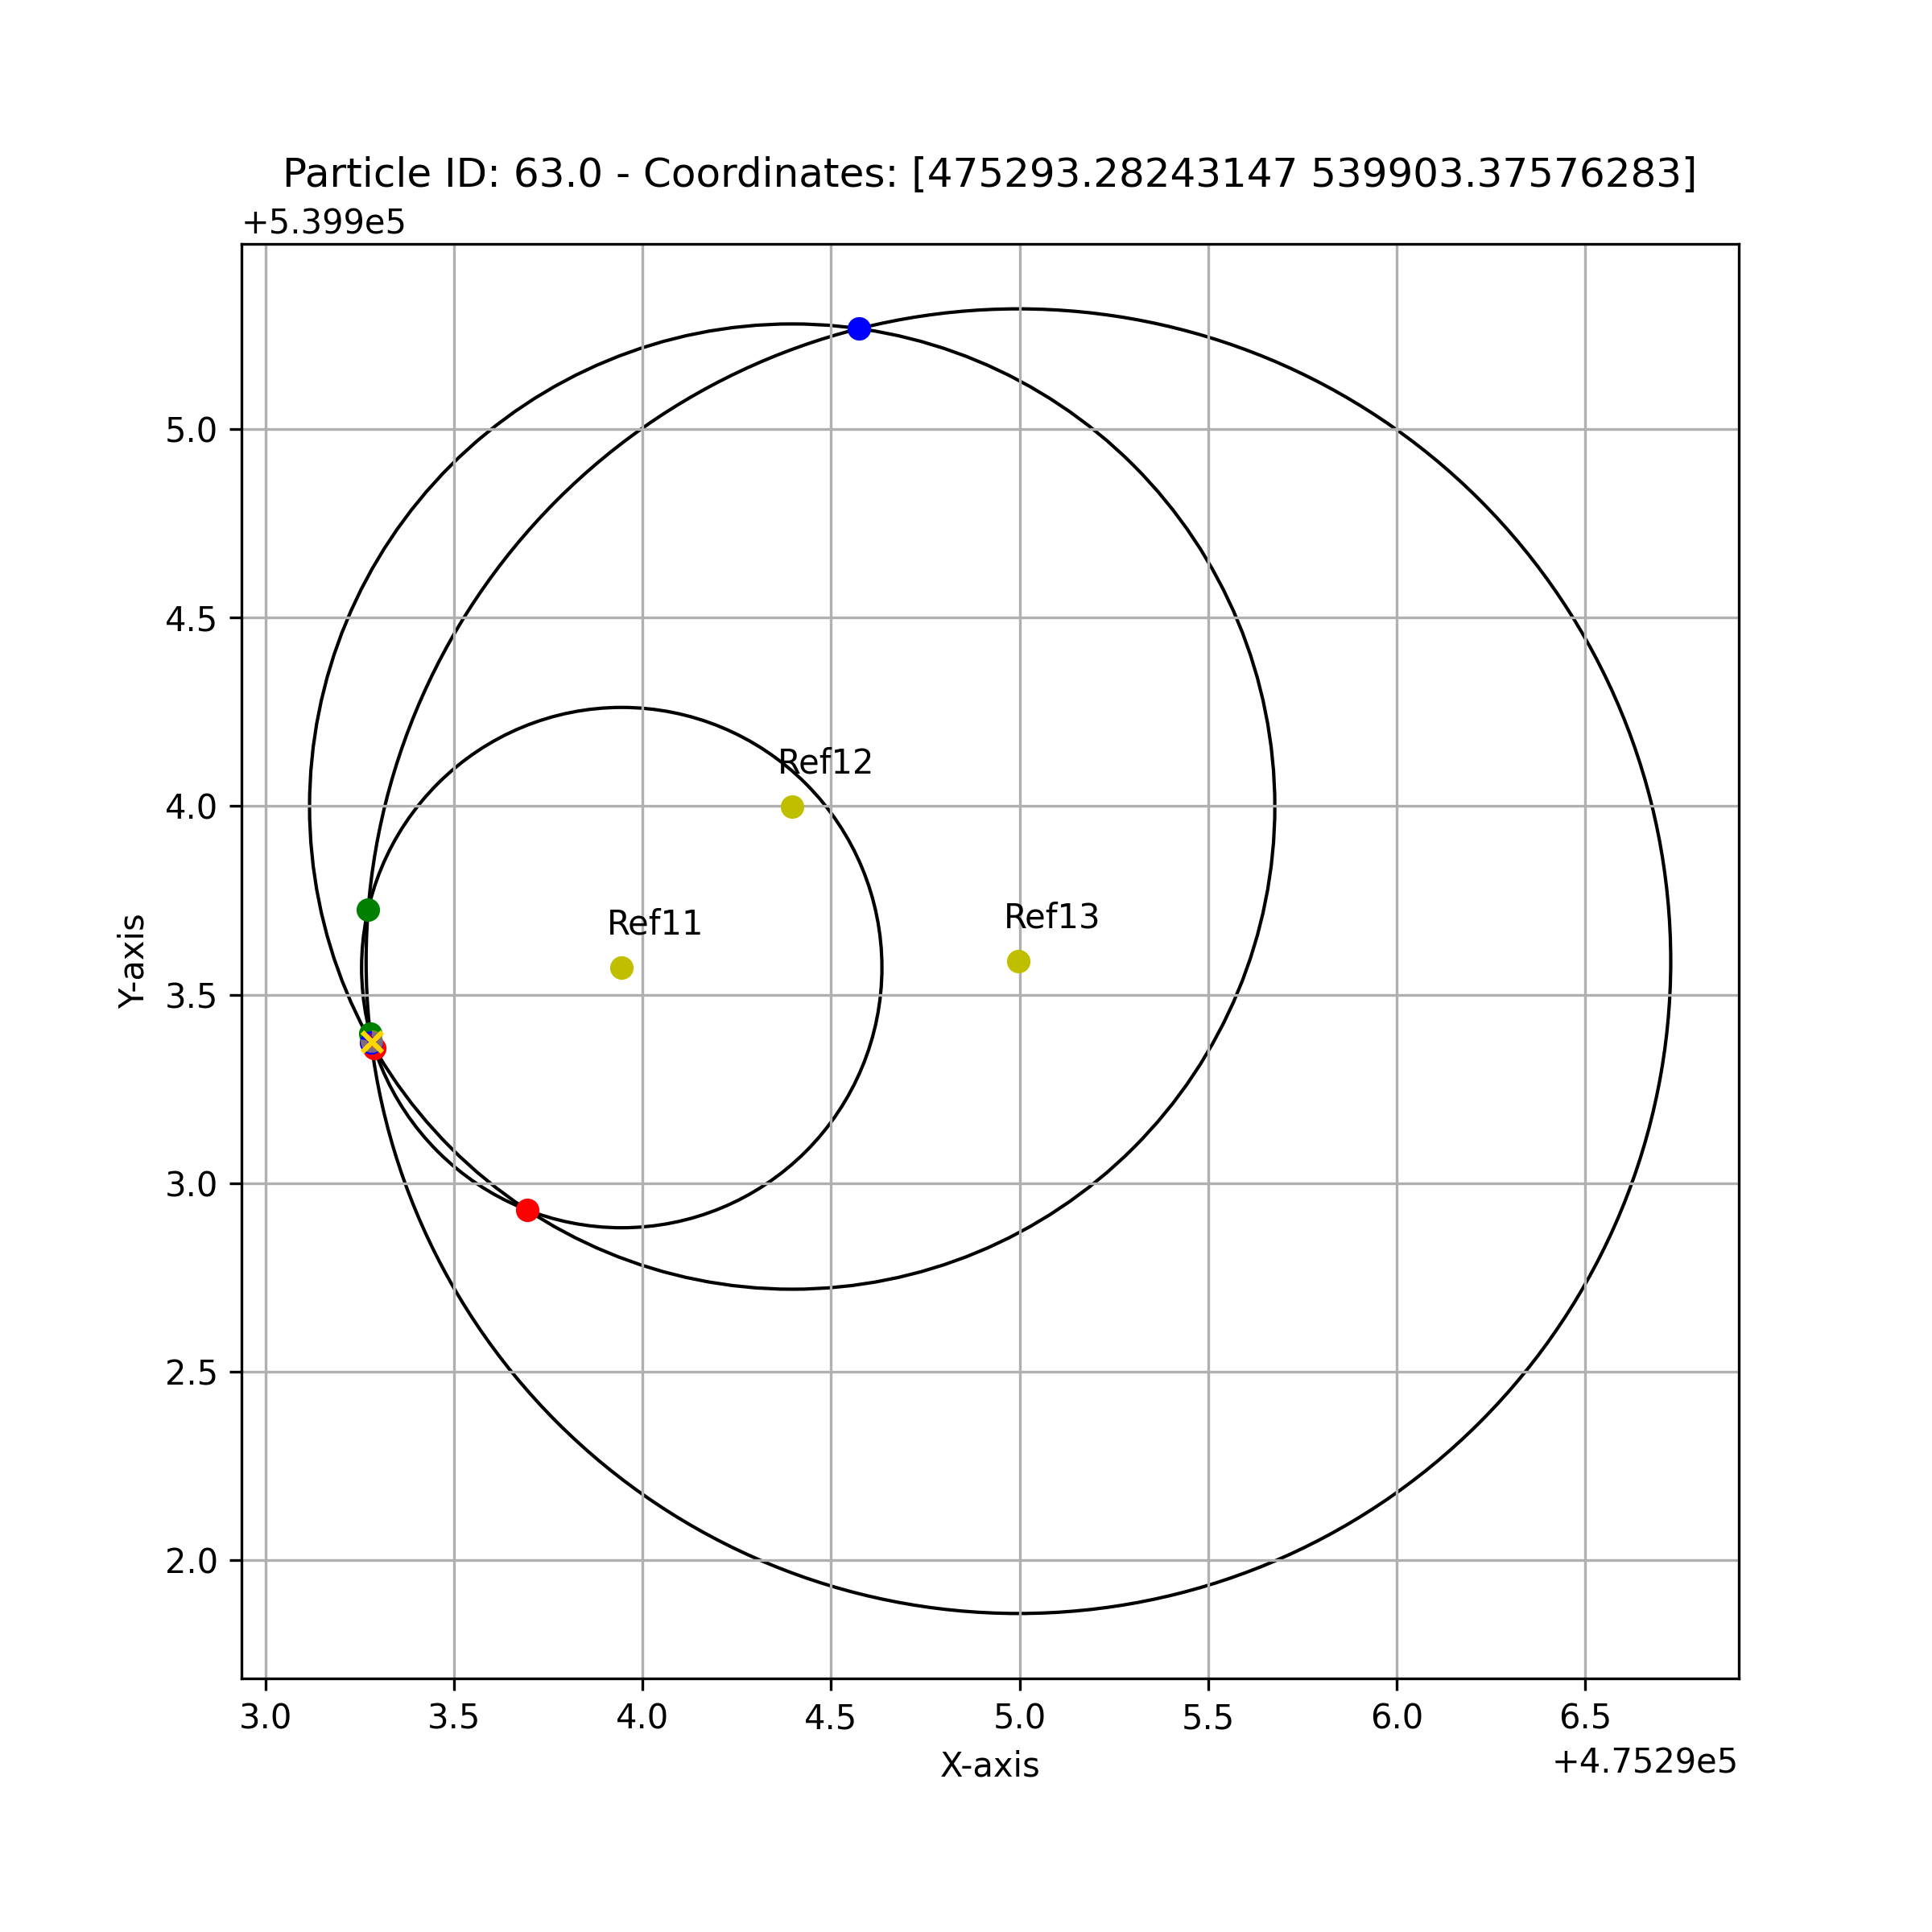 Particle ID: 63.0 - Coordinates: [475293.28243147 539903.37576283]
+5.399e5
5.0
4.5
4.0
3.5
3.0
2.5
2.0
Y-axis
Ref12
Ref11
Ref13
3.0 3.5 4.0 4.5 5.0 5.5 6.0 6.5
X-axis
+4.7529e5